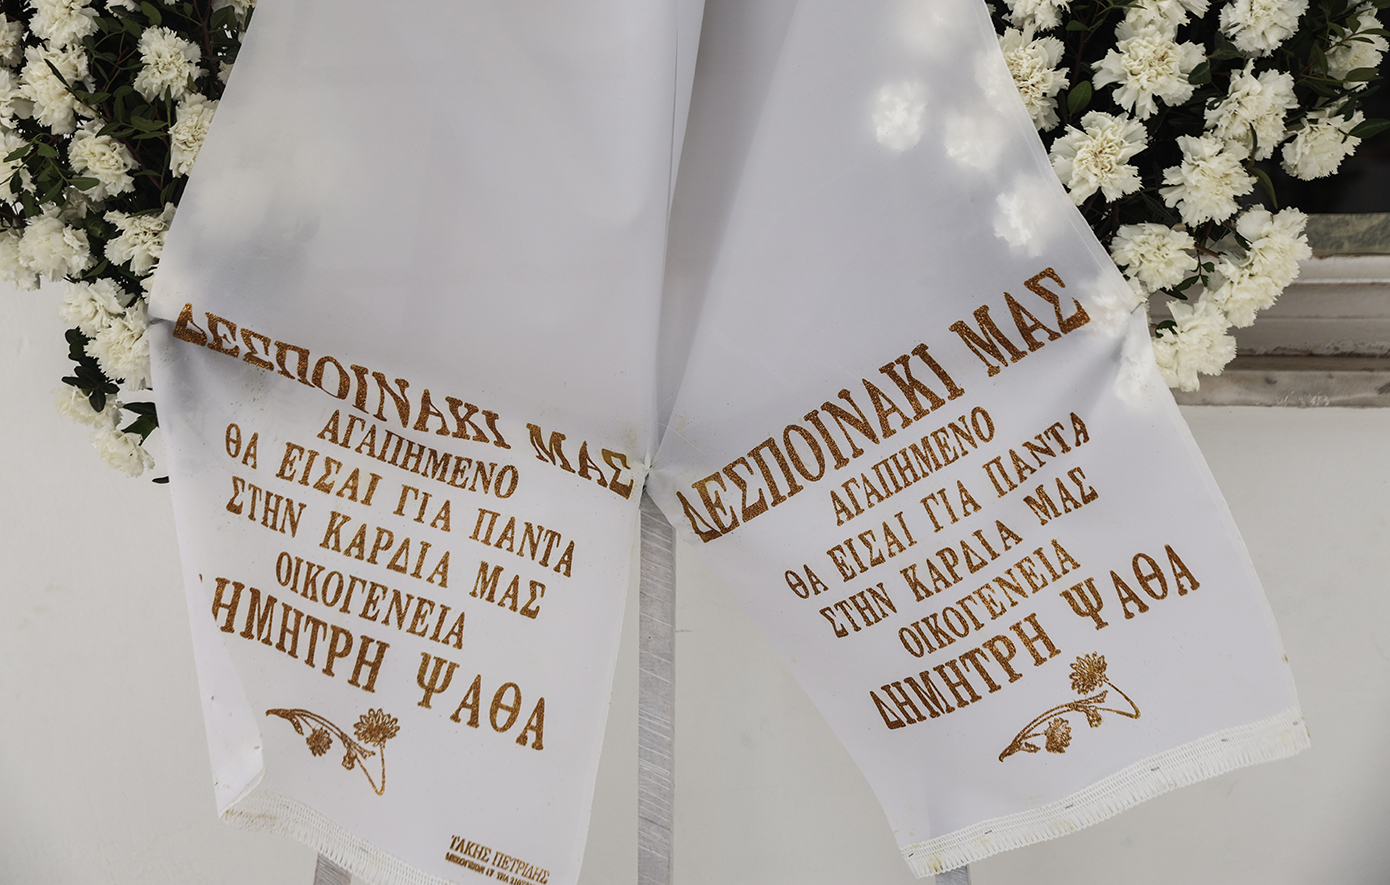 ΔΕΣΠΟΙΝΑΚΙ ΜΑΣ
ΑΓΑΠΗΜΕΝΟ
ΘΑ ΕΙΣΑΙ ΓΙΑ ΠΑΝΤΑ
ΣΤΗΝ ΚΑΡΔΙΑ ΜΑΣ
ΟΙΚΟΓΕΝΕΙΑ
ΔΗΜΗΤΡΗ ΨΑΘΑ
ΤΑΚΗΣ ΠΕΤΡΙΔΗΣ
ΔΕΣΠΟΙΝΑΚΙ ΜΑΣ
ΑΓΑΠΗΜΕΝΟ
ΘΑ ΕΙΣΑΙ ΓΙΑ ΠΑΝΤΑ
ΣΤΗΝ ΚΑΡΔΙΑ ΜΑΣ
ΟΙΚΟΓΕΝΕΙΑ
ΔΗΜΗΤΡΗ ΨΑΘΑ